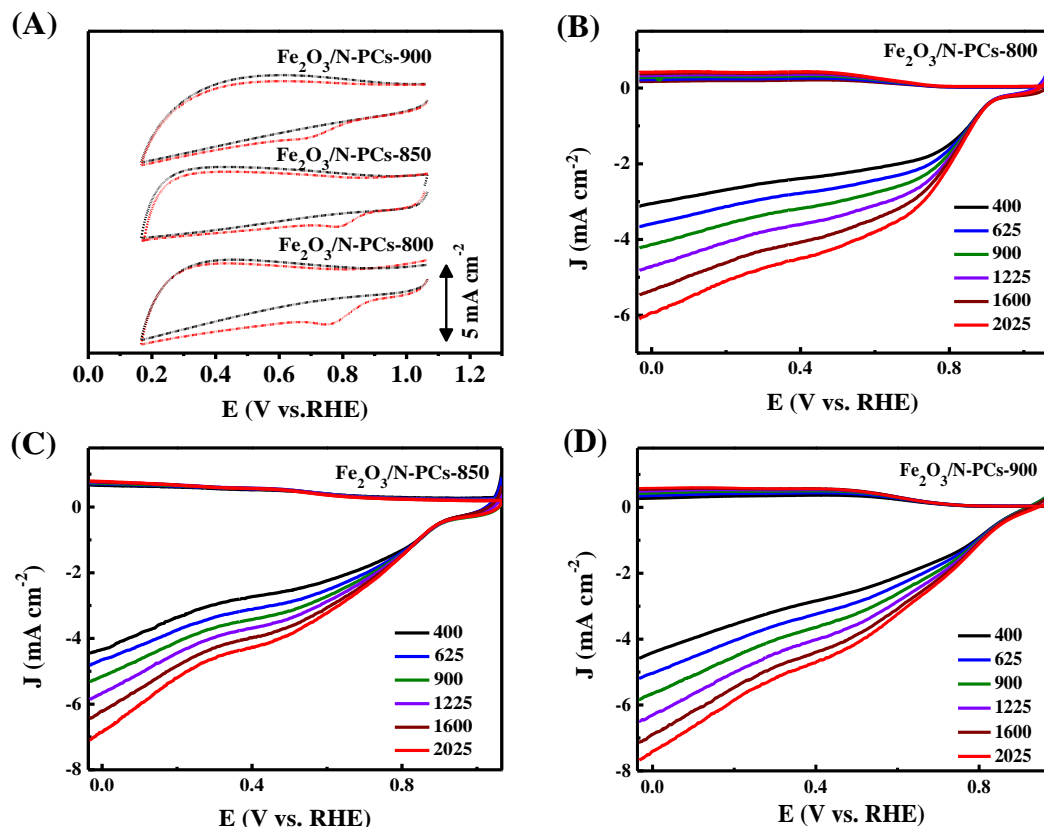 (A)
Fe₂O₃/N-PCs-900
Fe₂O₃/N-PCs-850
Fe₂O₃/N-PCs-800
5 mA cm⁻²
0.0 0.2 0.4 0.6 0.8 1.0 1.2
E (V vs.RHE)
(B)
Fe₂O₃/N-PCs-800
0
-2
-4
-6
J (mA cm⁻²)
400
625
900
1225
1600
2025
0.0 0.4 0.8
E (V vs. RHE)
(C)
Fe₂O₃/N-PCs-850
0
-2
-4
-6
-8
J (mA cm⁻²)
400
625
900
1225
1600
2025
0.0 0.4 0.8
E (V vs. RHE)
(D)
Fe₂O₃/N-PCs-900
0
-2
-4
-6
-8
J (mA cm⁻²)
400
625
900
1225
1600
2025
0.0 0.4 0.8
E (V vs. RHE)